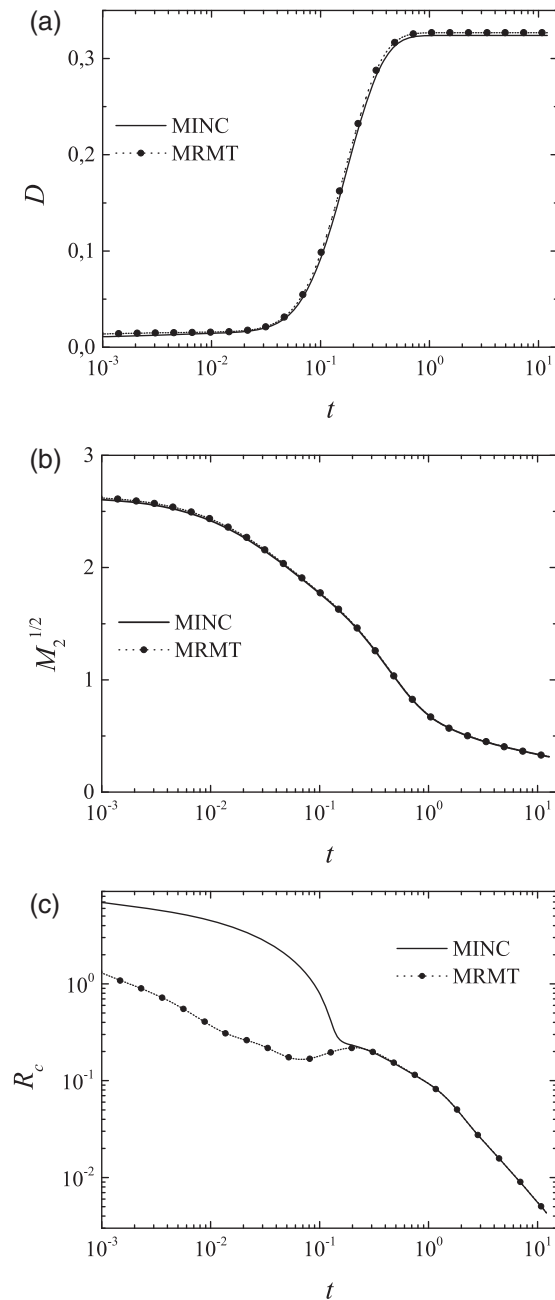 (a)
0,3
0,2
0,1
0,0
D
MINC
MRMT
10⁻³ 10⁻² 10⁻¹ 10⁰ 10¹
t
(b)
3
2
1
0
M₂^1/2
MINC
MRMT
10⁻³ 10⁻² 10⁻¹ 10⁰ 10¹
t
(c)
10⁰
10⁻¹
10⁻²
R_c
MINC
MRMT
10⁻³ 10⁻² 10⁻¹ 10⁰ 10¹
t